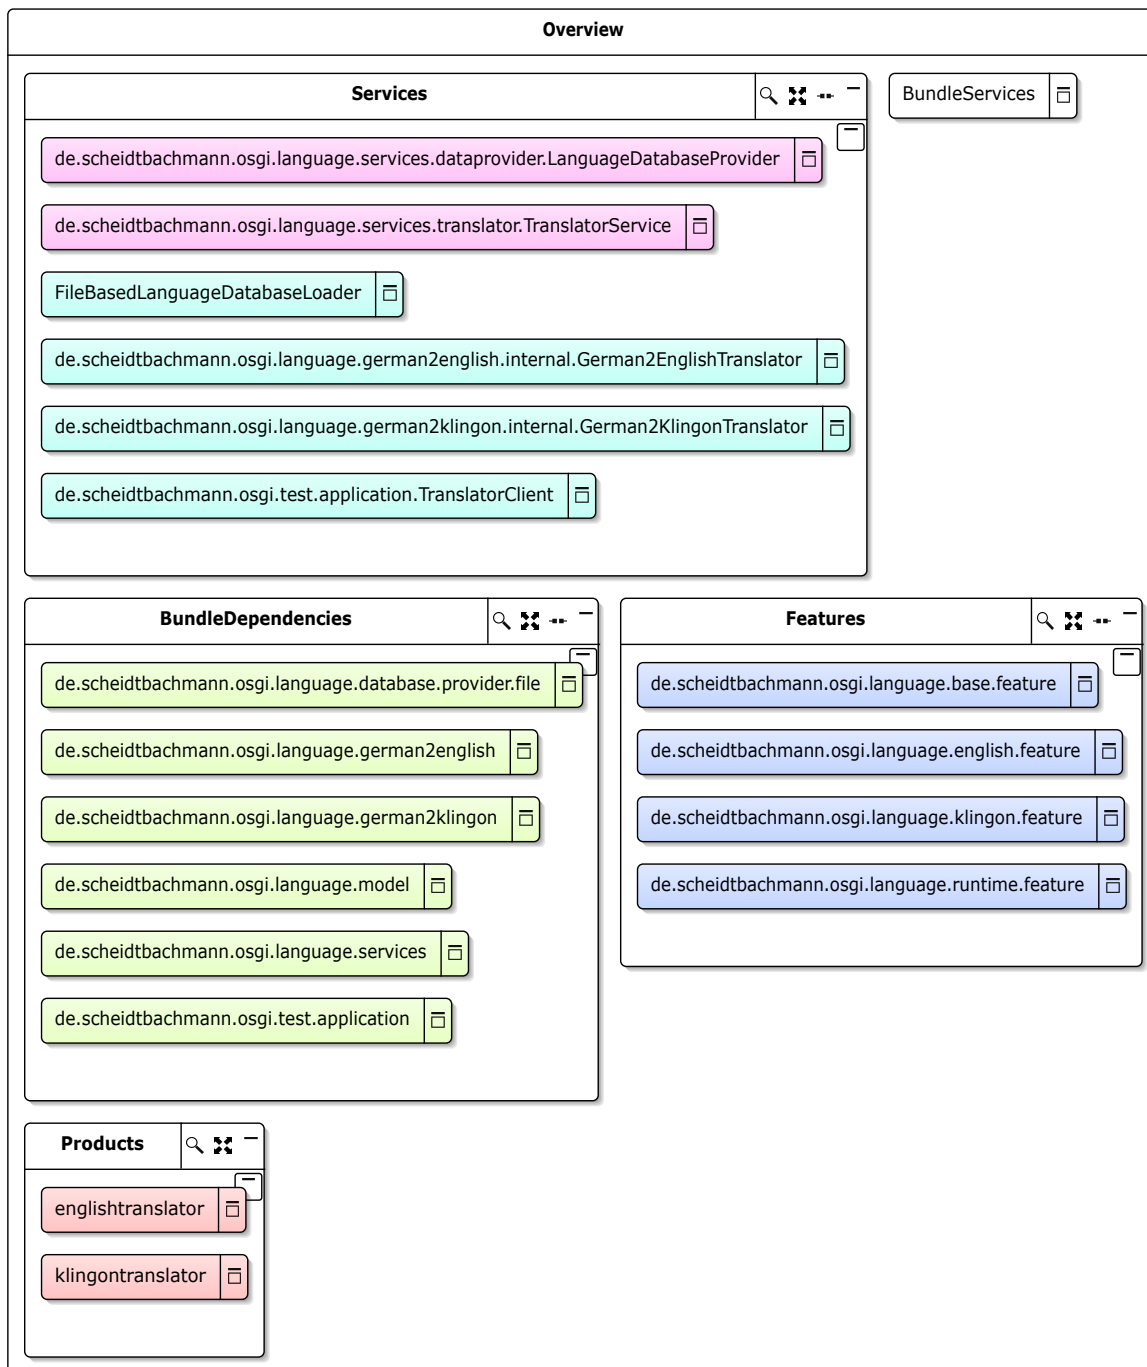 Overview
Services
BundleServices
de.scheidtbachmann.osgi.language.services.dataprovider.LanguageDatabaseProvider
de.scheidtbachmann.osgi.language.services.translator.TranslatorService
FileBasedLanguageDatabaseLoader
de.scheidtbachmann.osgi.language.german2english.internal.German2EnglishTranslator
de.scheidtbachmann.osgi.language.german2klingon.internal.German2KlingonTranslator
de.scheidtbachmann.osgi.test.application.TranslatorClient
BundleDependencies
de.scheidtbachmann.osgi.language.database.provider.file
de.scheidtbachmann.osgi.language.german2english
de.scheidtbachmann.osgi.language.german2klingon
de.scheidtbachmann.osgi.language.model
de.scheidtbachmann.osgi.language.services
de.scheidtbachmann.osgi.test.application
Features
de.scheidtbachmann.osgi.language.base.feature
de.scheidtbachmann.osgi.language.english.feature
de.scheidtbachmann.osgi.language.klingon.feature
de.scheidtbachmann.osgi.language.runtime.feature
Products
englishtranslator
klingontranslator